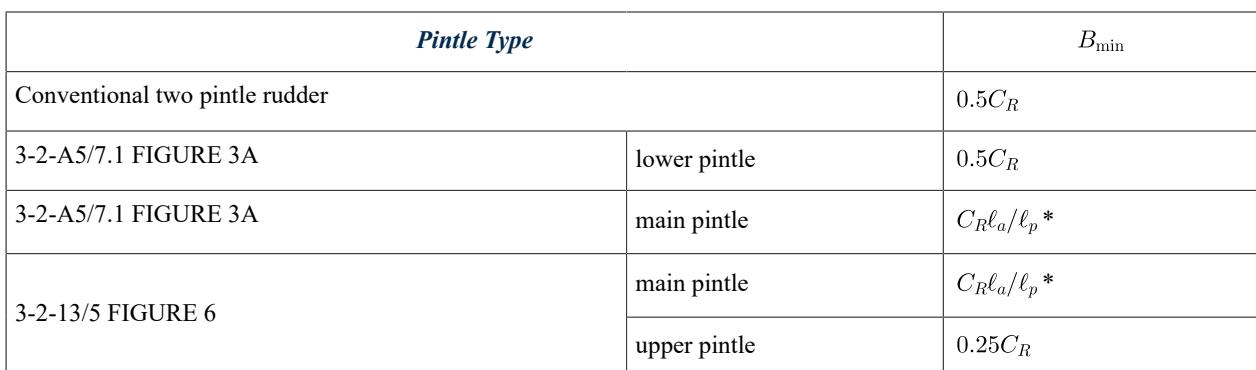 Pintle Type B_min
Conventional two pintle rudder 0.5C_R
3-2-A5/7.1 FIGURE 3A lower pintle 0.5C_R
3-2-A5/7.1 FIGURE 3A main pintle C_Rℓ_a/ℓ_p *
3-2-13/5 FIGURE 6 main pintle C_Rℓ_a/ℓ_p *
upper pintle 0.25C_R